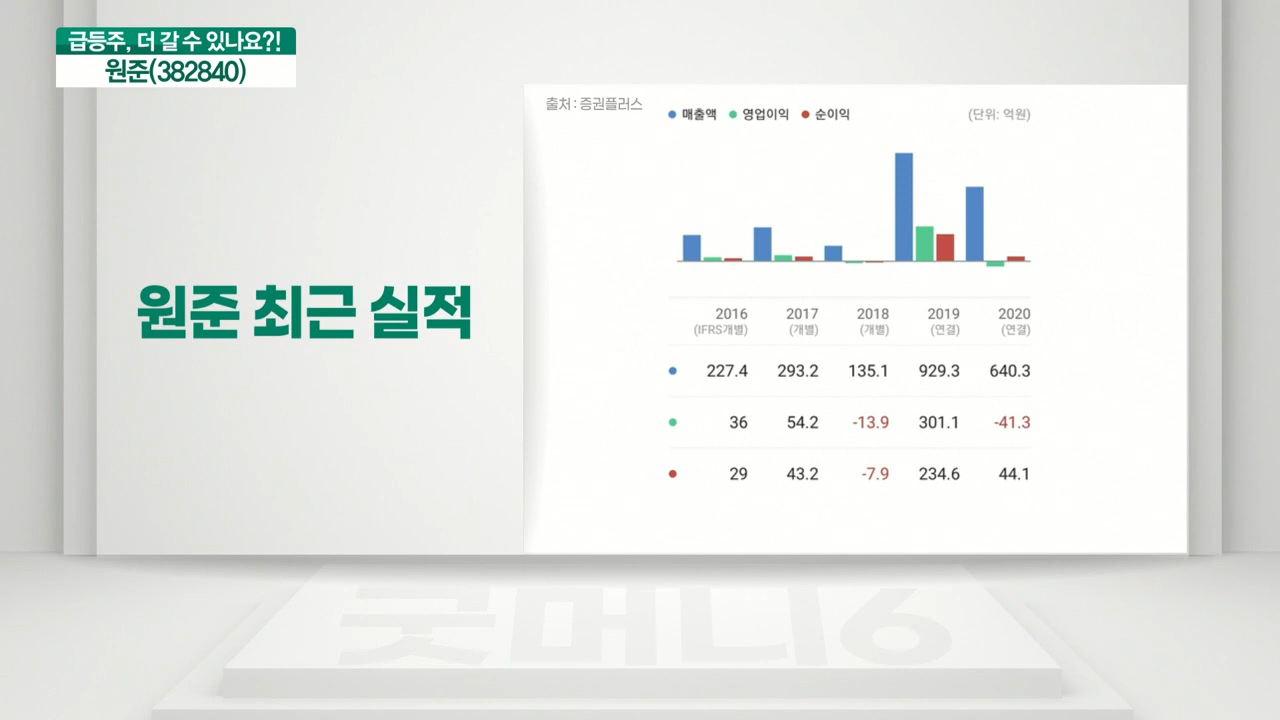 급등주, 더 갈 수 있나요?!
원준(382840)
출처 : 증권플러스
매출액 영업이익 순이익 (단위: 억원)
원준 최근 실적
2016 2017 2018 2019 2020
(IFRS개별) (개별) (개별) (연결) (연결)
227.4 293.2 135.1 929.3 640.3
36 54.2 -13.9 301.1 -41.3
29 43.2 -7.9 234.6 44.1
굿머니6